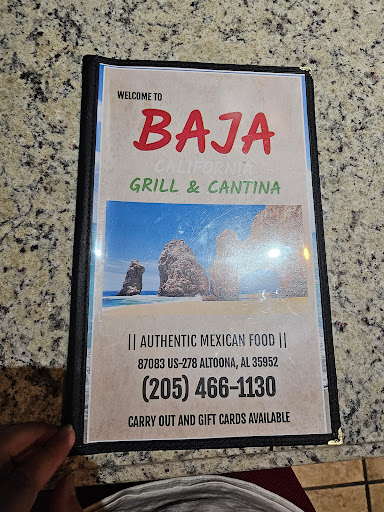 WELCOME TO
BAJA
CALIFORNIA
GRILL & CANTINA
|| AUTHENTIC MEXICAN FOOD ||
87083 US-278 ALTOONA, AL 35952
(205) 466-1130
CARRY OUT AND GIFT CARDS AVAILABLE